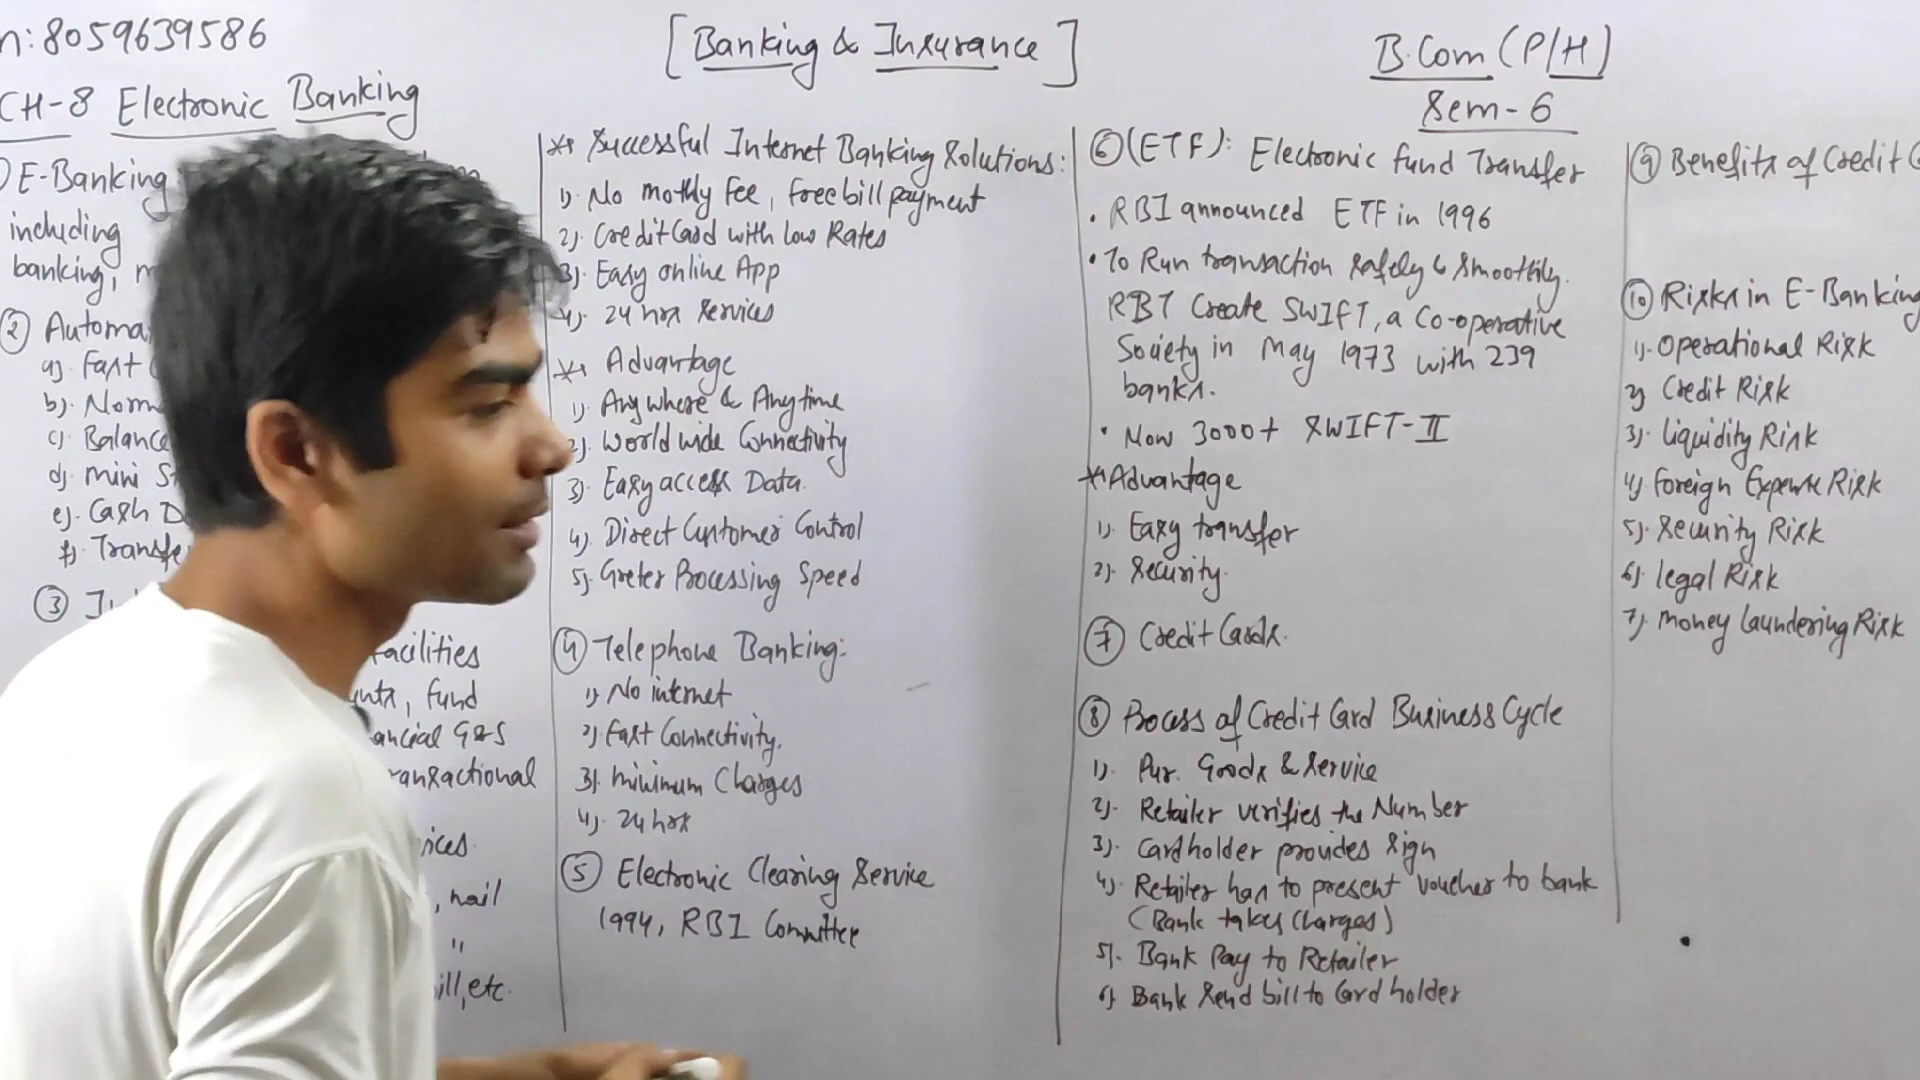 n: 8059639586
[Banking & Insurance]
B.Com (P/H)
Sem-6
CH-8 Electronic Banking
1) E-Banking
including
banking, m
② Automa
a). Fast
b). Norm
c). Balance
d). mini St
e). Cash D
f). Transfe
③ In
facilities
unts, fund
ancial G&S
ransactional
ices.
, nail
"
ill, etc.
** Successful Internet Banking Solutions:
1). No mothly Fee, free bill payment
2). Credit Card with low Rates
3). Easy online App
4). 24 hrs Services
** Advantage
1). Any where & Anytime
2). World wide Connectivity
3). Easy access Data.
4). Direct Customer Control
5). Greter Processing Speed
④ Telephone Banking:
1) No internet
2). Fast Connectivity.
3). minimum Charges
4). 24 hrs
⑤ Electronic Clearing Service
1994, RBI Committee
⑥ (ETF): Electronic fund Transfer
• RBI announced ETF in 1996
• To Run transaction safely & smoothily.
RBI Create SWIFT, a Co-operative
Society in May 1973 with 239
banks.
• Now 3000+ SWIFT-II
* Advantage
1). Easy transfer
2). Security.
⑦ Credit Cards.
⑧ Process of Credit Card Business Cycle
1). Pur. Goods & Service
2). Retailer verifies the Number
3). Cardholder provides sign
4). Retailer has to present voucher to bank
(Bank takes Charges)
5). Bank Pay to Retailer
6) Bank Send bill to Card holder
⑨ Benefits of Credit C
⑩ Risks in E-Banking
1). Operational Risk
2) Credit Risk
3). liquidity Risk
4). Foreign Expense Risk
5). Security Risk
6). legal Risk
7). money laundering Risk